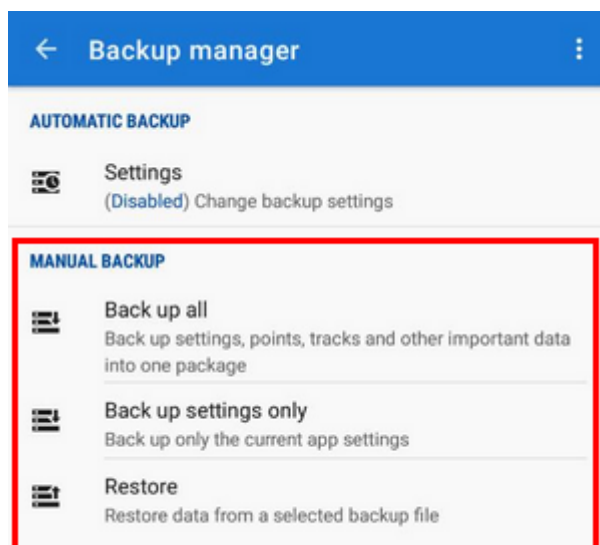 Backup manager
AUTOMATIC BACKUP
Settings
(Disabled) Change backup settings
MANUAL BACKUP
Back up all
Back up settings, points, tracks and other important data
into one package
Back up settings only
Back up only the current app settings
Restore
Restore data from a selected backup file